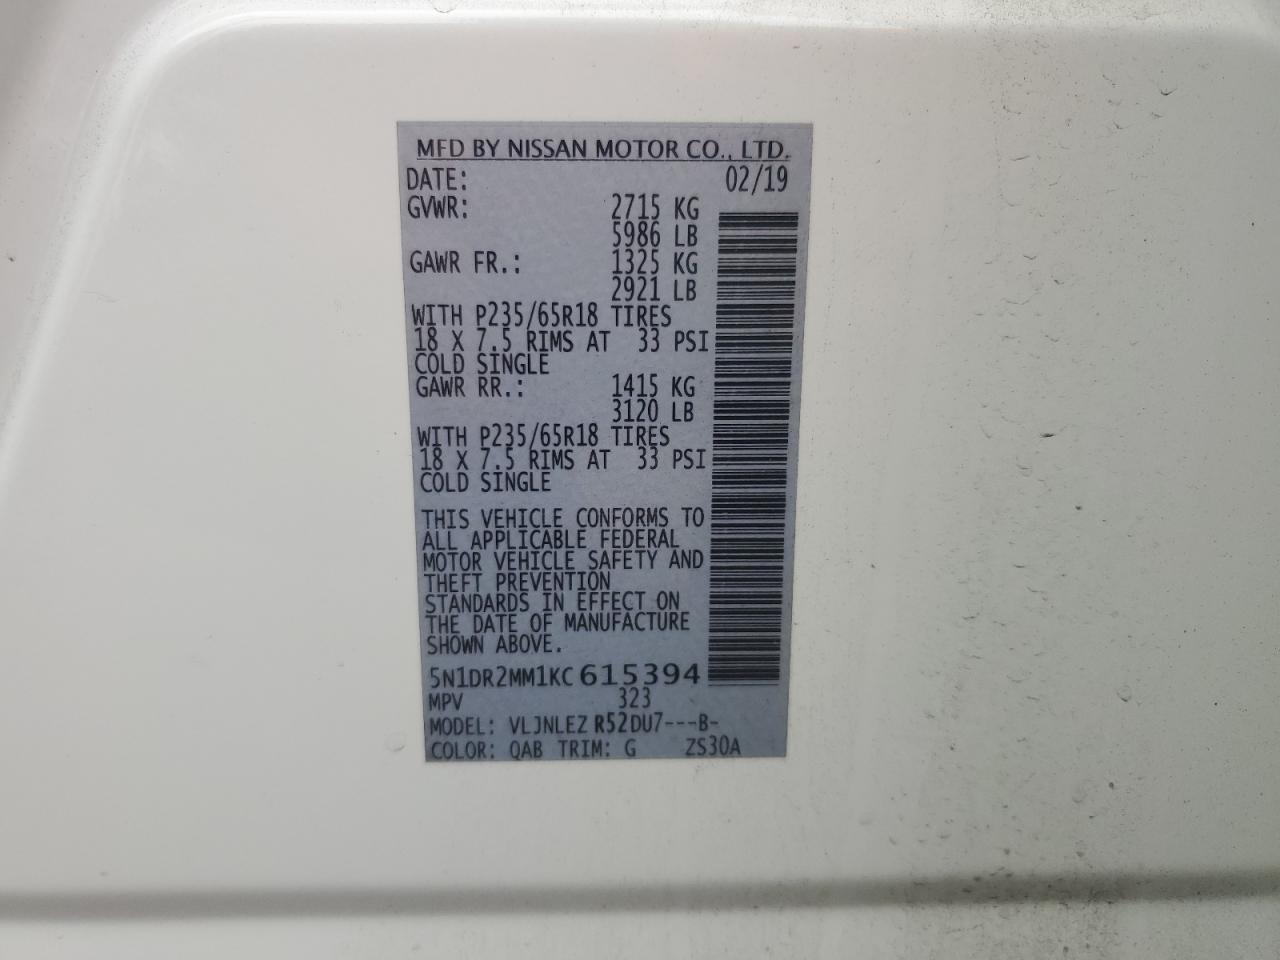 MFD BY NISSAN MOTOR CO., LTD.
DATE: 02/19
GVWR: 2715 KG
5986 LB
GAWR FR.: 1325 KG
2921 LB
WITH P235/65R18 TIRES
18 X 7.5 RIMS AT 33 PSI
COLD SINGLE
GAWR RR.: 1415 KG
3120 LB
WITH P235/65R18 TIRES
18 X 7.5 RIMS AT 33 PSI
COLD SINGLE
THIS VEHICLE CONFORMS TO
ALL APPLICABLE FEDERAL
MOTOR VEHICLE SAFETY AND
THEFT PREVENTION
STANDARDS IN EFFECT ON
THE DATE OF MANUFACTURE
SHOWN ABOVE.
5N1DR2MM1KC615394
MPV 323
MODEL: VLJNLEZ R52DU7---B-
COLOR: QAB TRIM: G ZS30A